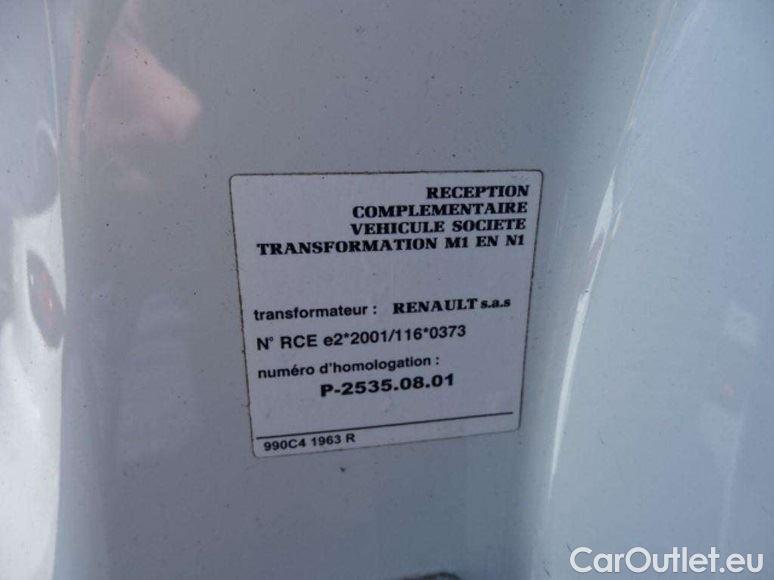 RECEPTION
COMPLEMENTAIRE
VEHICULE SOCIETE
TRANSFORMATION M1 EN N1
transformateur : RENAULT s.a.s
N° RCE e2*2001/116*0373
numéro d'homologation :
P-2535.08.01
990C4 1963 R
CarOutlet.eu